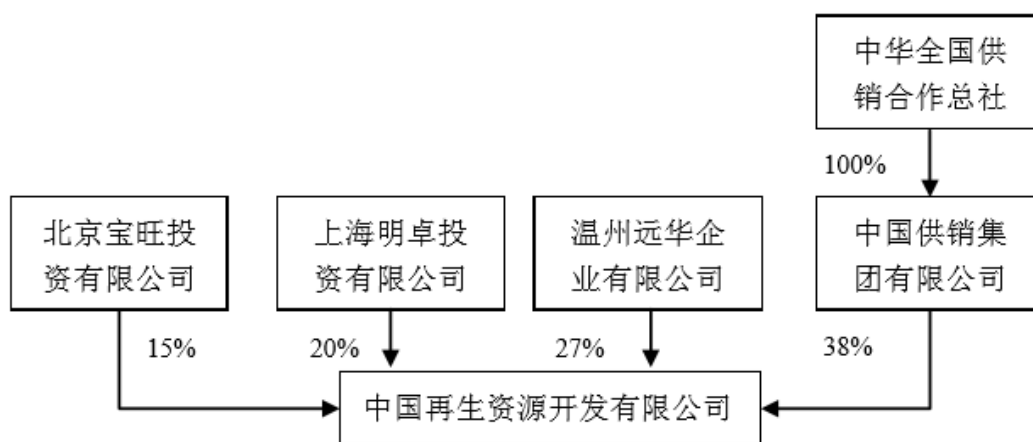 中华全国供
销合作总社
100%
北京宝旺投
资有限公司
上海明卓投
资有限公司
温州远华企
业有限公司
中国供销集
团有限公司
15%
20%
27%
38%
中国再生资源开发有限公司